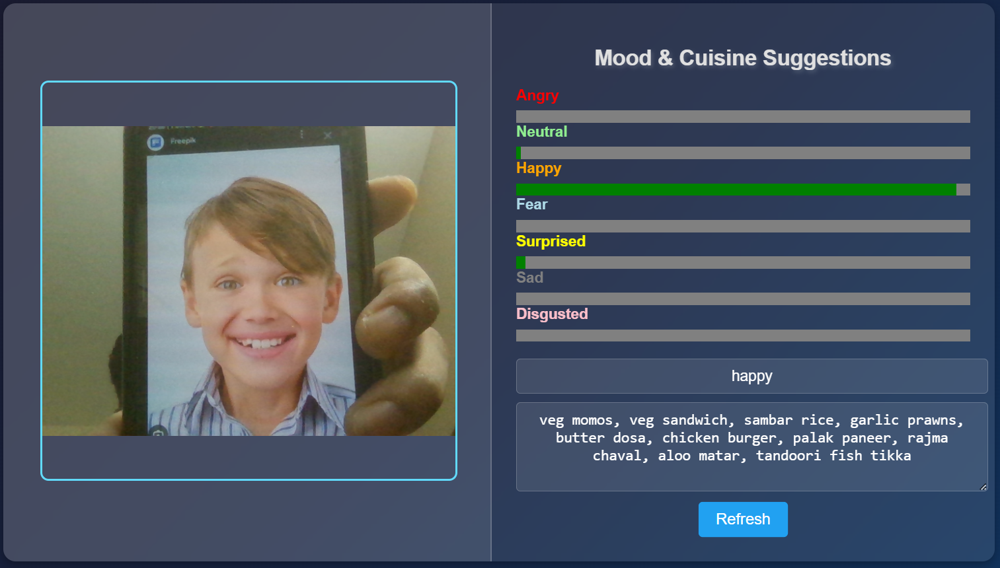 Freepik
Mood & Cuisine Suggestions
Angry
Neutral
Happy
Fear
Surprised
Sad
Disgusted
happy
veg momos, veg sandwich, sambar rice, garlic prawns,
butter dosa, chicken burger, palak paneer, rajma
chaval, aloo matar, tandoori fish tikka
Refresh